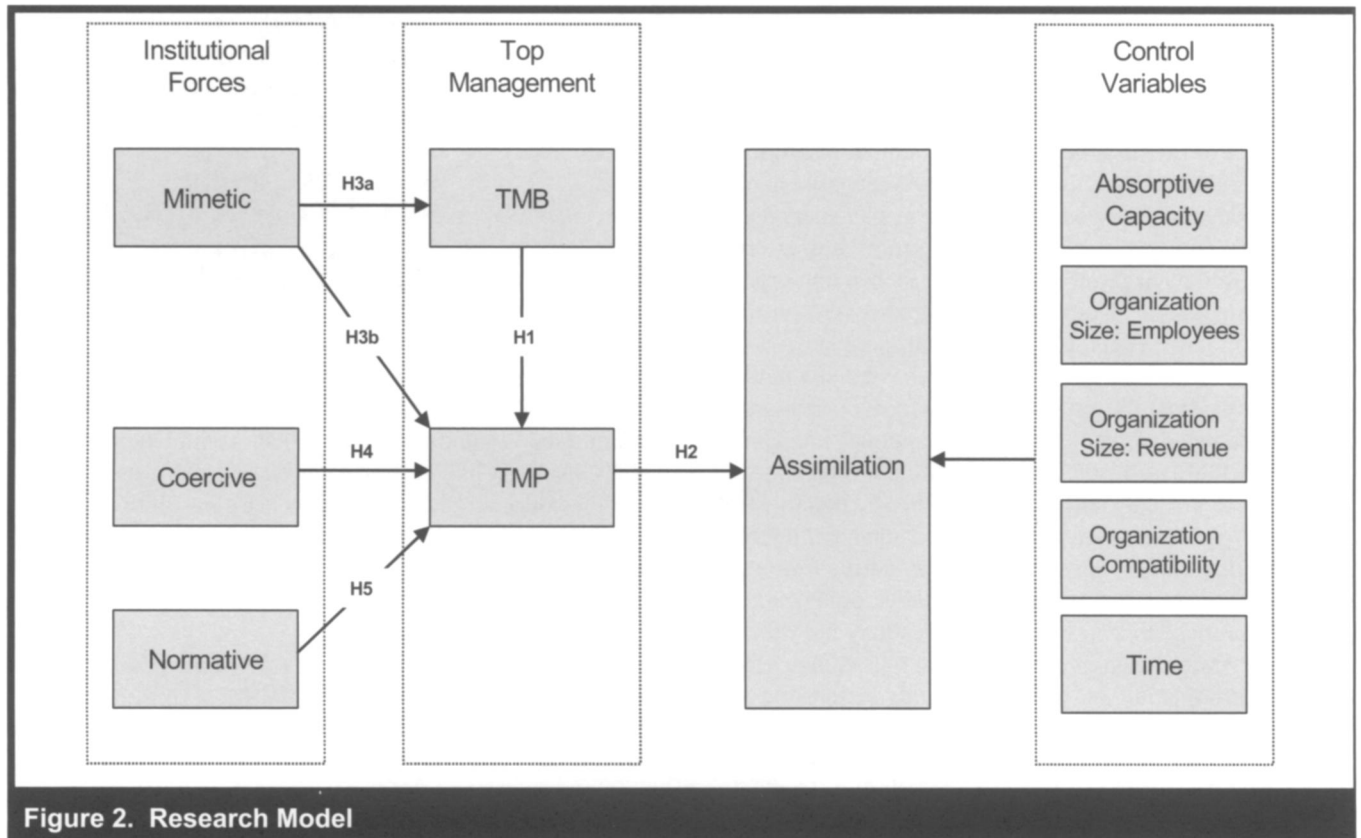 Institutional
Forces
Top
Management
Control
Variables
Mimetic
H3a
TMB
Absorptive
Capacity
H3b
H1
Organization
Size: Employees
Coercive
H4
TMP
H2
Assimilation
Organization
Size: Revenue
H5
Organization
Compatibility
Normative
Time
Figure 2. Research Model